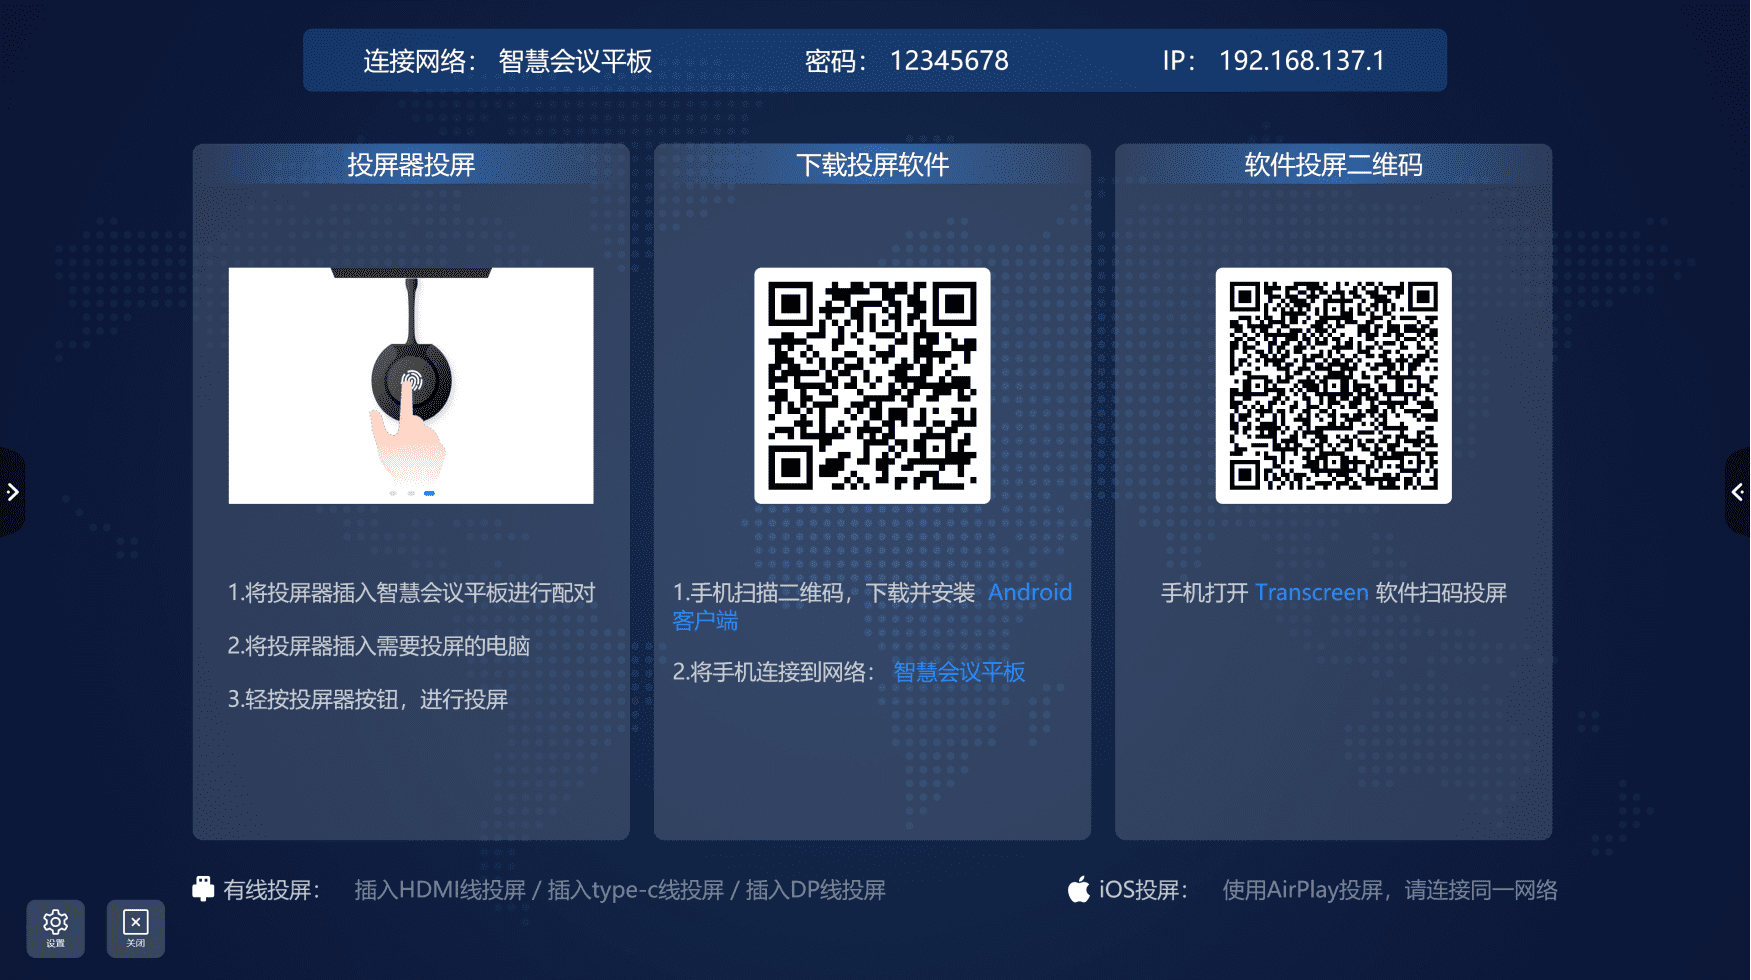 连接网络： 智慧会议平板 密码： 12345678 IP： 192.168.137.1
投屏器投屏
1.将投屏器插入智慧会议平板进行配对
2.将投屏器插入需要投屏的电脑
3.轻按投屏器按钮，进行投屏
下载投屏软件
1.手机扫描二维码，下载并安装 Android
客户端
2.将手机连接到网络： 智慧会议平板
软件投屏二维码
手机打开 Transcreen 软件扫码投屏
有线投屏： 插入HDMI线投屏 / 插入type-c线投屏 / 插入DP线投屏
iOS投屏： 使用AirPlay投屏，请连接同一网络
设置
关闭